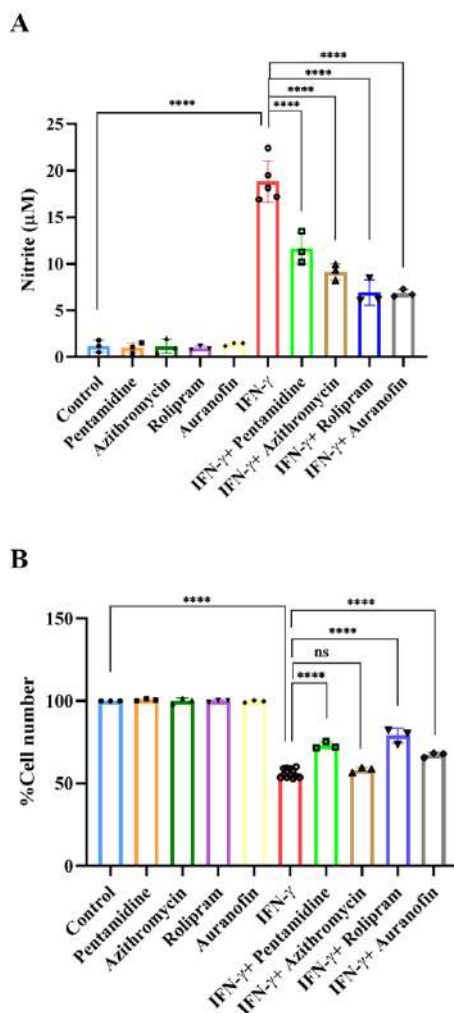 A
****
****
****
****
****
25
20
15
10
5
0
Nitrite (µM)
Control
Pentamidine
Azithromycin
Rolipram
Auranofin
IFN-γ
IFN-γ+ Pentamidine
IFN-γ+ Azithromycin
IFN-γ+ Rolipram
IFN-γ+ Auranofin
B
****
****
****
ns
****
150
100
50
0
%Cell number
Control
Pentamidine
Azithromycin
Rolipram
Auranofin
IFN-γ
IFN-γ+ Pentamidine
IFN-γ+ Azithromycin
IFN-γ+ Rolipram
IFN-γ+ Auranofin